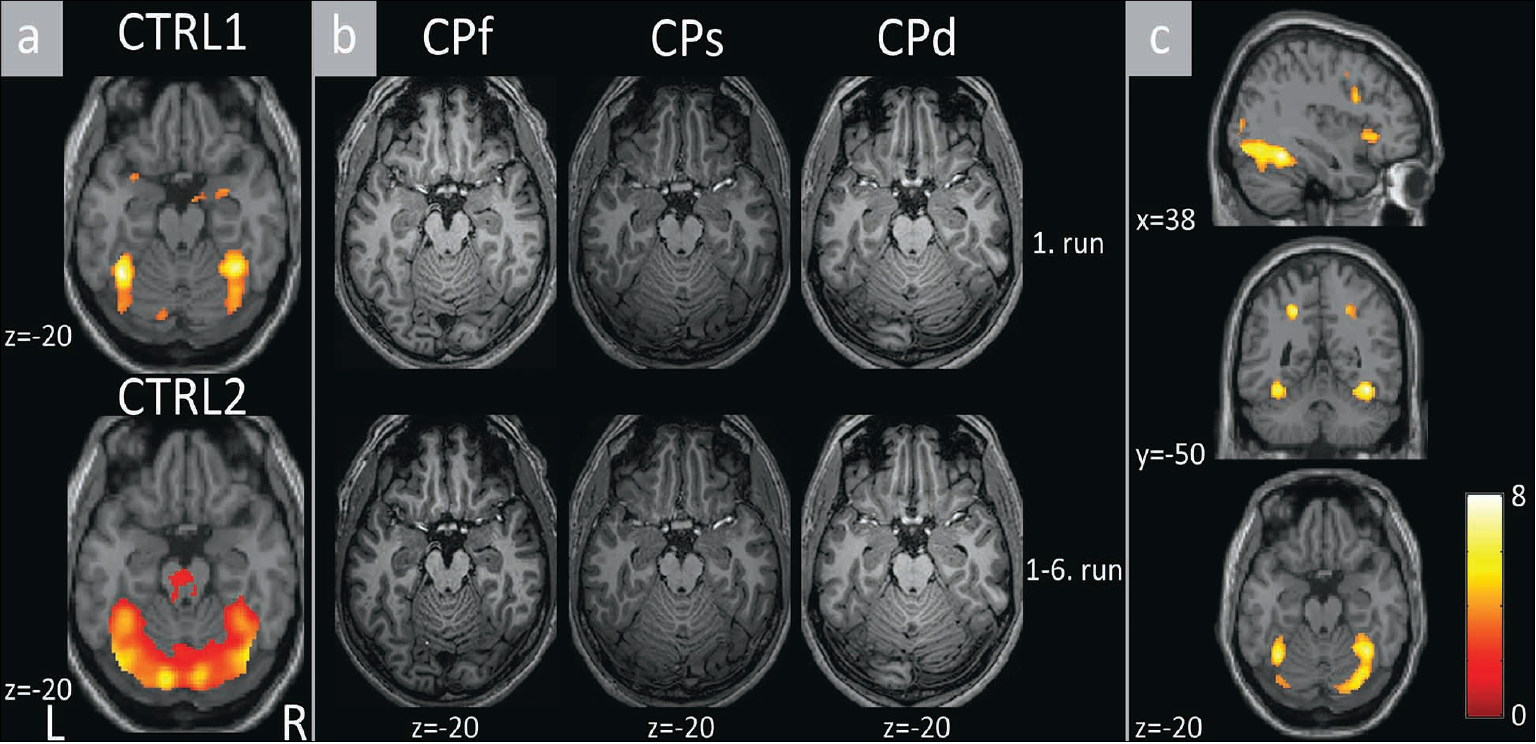 a
CTRL1
z=-20
CTRL2
z=-20
L
R
b
CPf
CPs
CPd
1. run
1-6. run
z=-20
z=-20
z=-20
c
x=38
y=-50
z=-20
8
0